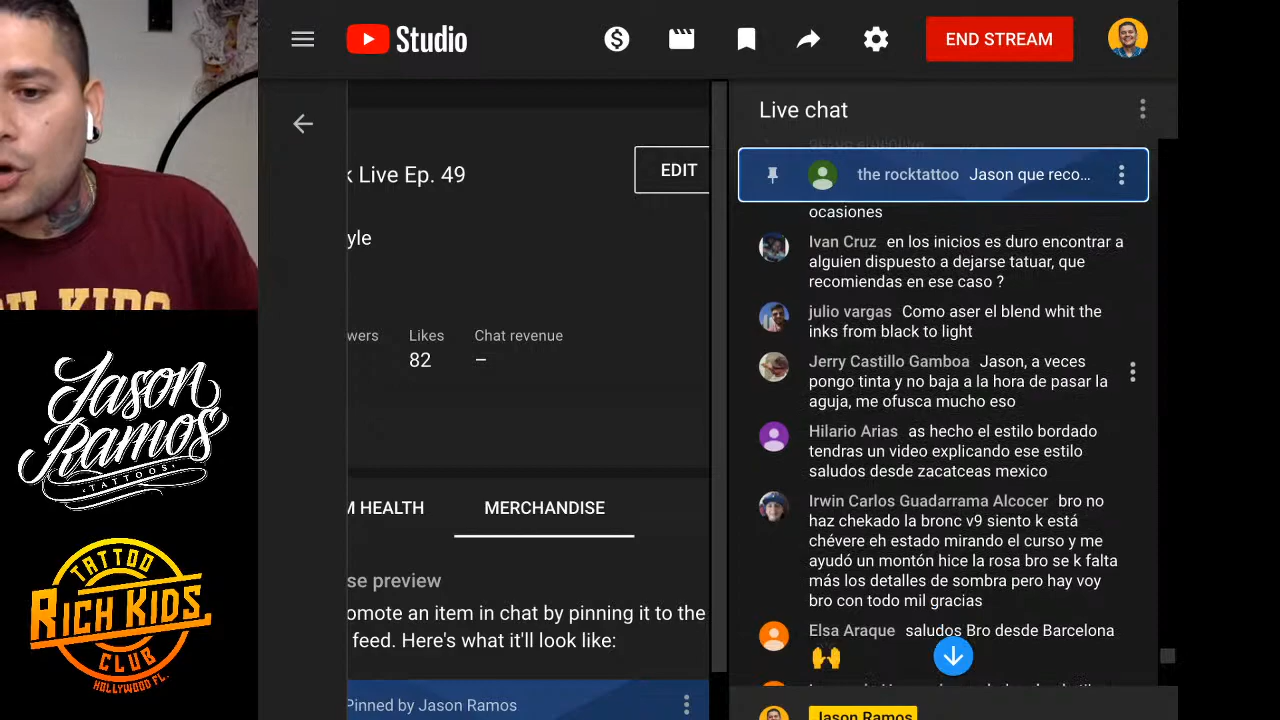 Studio
END STREAM
k Live Ep. 49
EDIT
yle
wers
Likes
Chat revenue
82
–
M HEALTH
MERCHANDISE
se preview
omote an item in chat by pinning it to the
feed. Here's what it'll look like:
Pinned by Jason Ramos
Live chat
the rocktattoo Jason que reco...
ocasiones
Ivan Cruz en los inicios es duro encontrar a
alguien dispuesto a dejarse tatuar, que
recomiendas en ese caso ?
julio vargas Como aser el blend whit the
inks from black to light
Jerry Castillo Gamboa Jason, a veces
pongo tinta y no baja a la hora de pasar la
aguja, me ofusca mucho eso
Hilario Arias as hecho el estilo bordado
tendras un video explicando ese estilo
saludos desde zacatceas mexico
Irwin Carlos Guadarrama Alcocer bro no
haz chekado la bronc v9 siento k está
chévere eh estado mirando el curso y me
ayudó un montón hice la rosa bro se k falta
más los detalles de sombra pero hay voy
bro con todo mil gracias
Elsa Araque saludos Bro desde Barcelona
🙌
Jason Ramos
KIDS
Jason
Ramos
TATTOOS
TATTOO
RICH KIDS
CLUB
HOLLYWOOD FL.